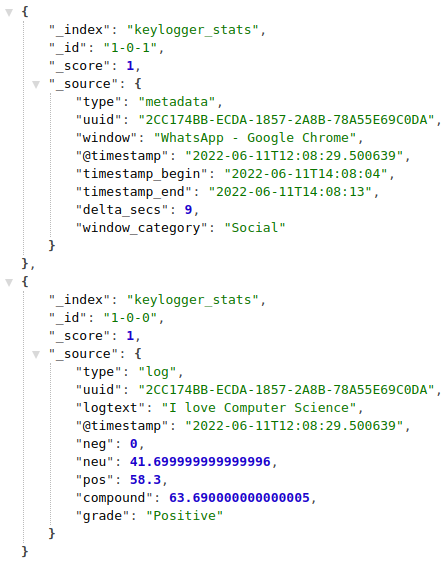 {
"_index": "keylogger_stats",
"_id": "1-0-1",
"_score": 1,
"_source": {
"type": "metadata",
"uuid": "2CC174BB-ECDA-1857-2A8B-78A55E69C0DA",
"window": "WhatsApp - Google Chrome",
"@timestamp": "2022-06-11T12:08:29.500639",
"timestamp_begin": "2022-06-11T14:08:04",
"timestamp_end": "2022-06-11T14:08:13",
"delta_secs": 9,
"window_category": "Social"
}
},
{
"_index": "keylogger_stats",
"_id": "1-0-0",
"_score": 1,
"_source": {
"type": "log",
"uuid": "2CC174BB-ECDA-1857-2A8B-78A55E69C0DA",
"logtext": "I love Computer Science",
"@timestamp": "2022-06-11T12:08:29.500639",
"neg": 0,
"neu": 41.699999999999996,
"pos": 58.3,
"compound": 63.690000000000005,
"grade": "Positive"
}
}